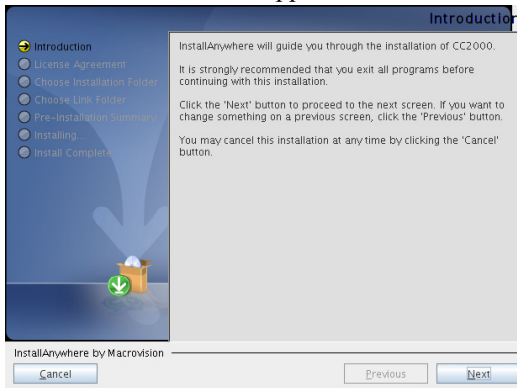 Introduction
Introduction
License Agreement
Choose Installation Folder
Choose Link Folder
Pre-Installation Summary
Installing...
Install Complete
InstallAnywhere will guide you through the installation of CC2000.
It is strongly recommended that you exit all programs before
continuing with this installation.
Click the 'Next' button to proceed to the next screen. If you want to
change something on a previous screen, click the 'Previous' button.
You may cancel this installation at any time by clicking the 'Cancel'
button.
InstallAnywhere by Macrovision
Cancel
Previous
Next